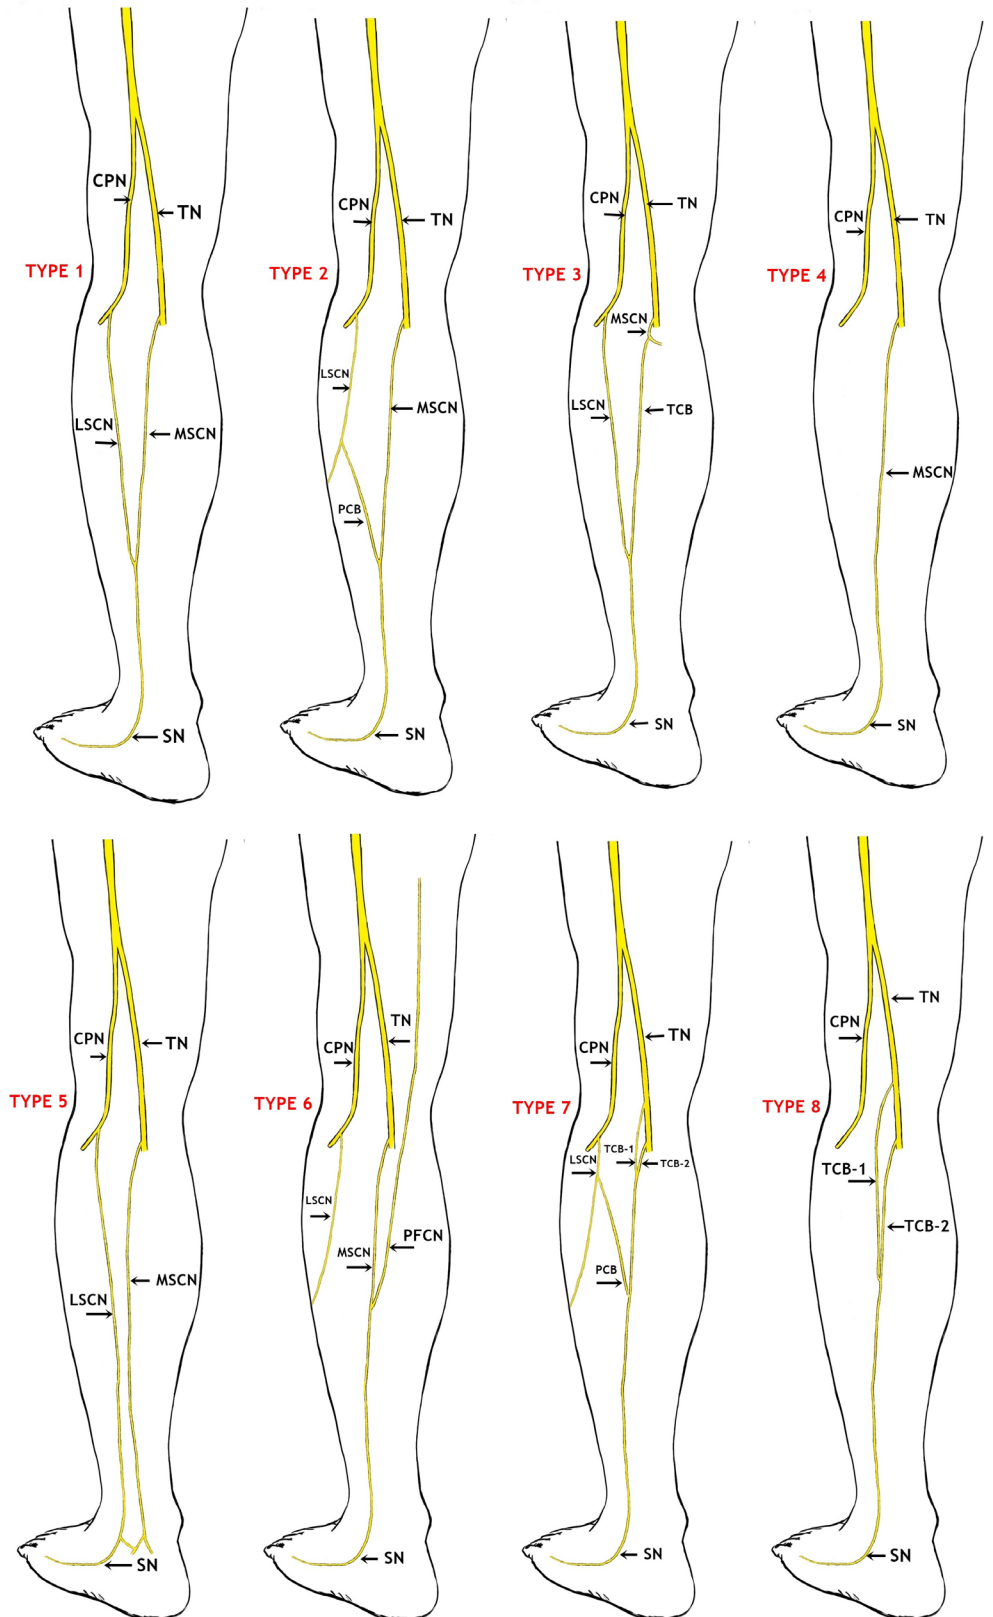 CPN
TN
TYPE 1
LSCN
MSCN
SN
CPN
TN
TYPE 2
LSCN
MSCN
PCB
SN
CPN
TN
TYPE 3
MSCN
LSCN
TCB
SN
CPN
TN
TYPE 4
MSCN
SN
CPN
TN
TYPE 5
MSCN
LSCN
SN
TN
CPN
TYPE 6
LSCN
PFCN
MSCN
SN
TN
CPN
TYPE 7
TCB-1
LSCN
TCB-2
PCB
SN
TN
CPN
TYPE 8
TCB-1
TCB-2
SN